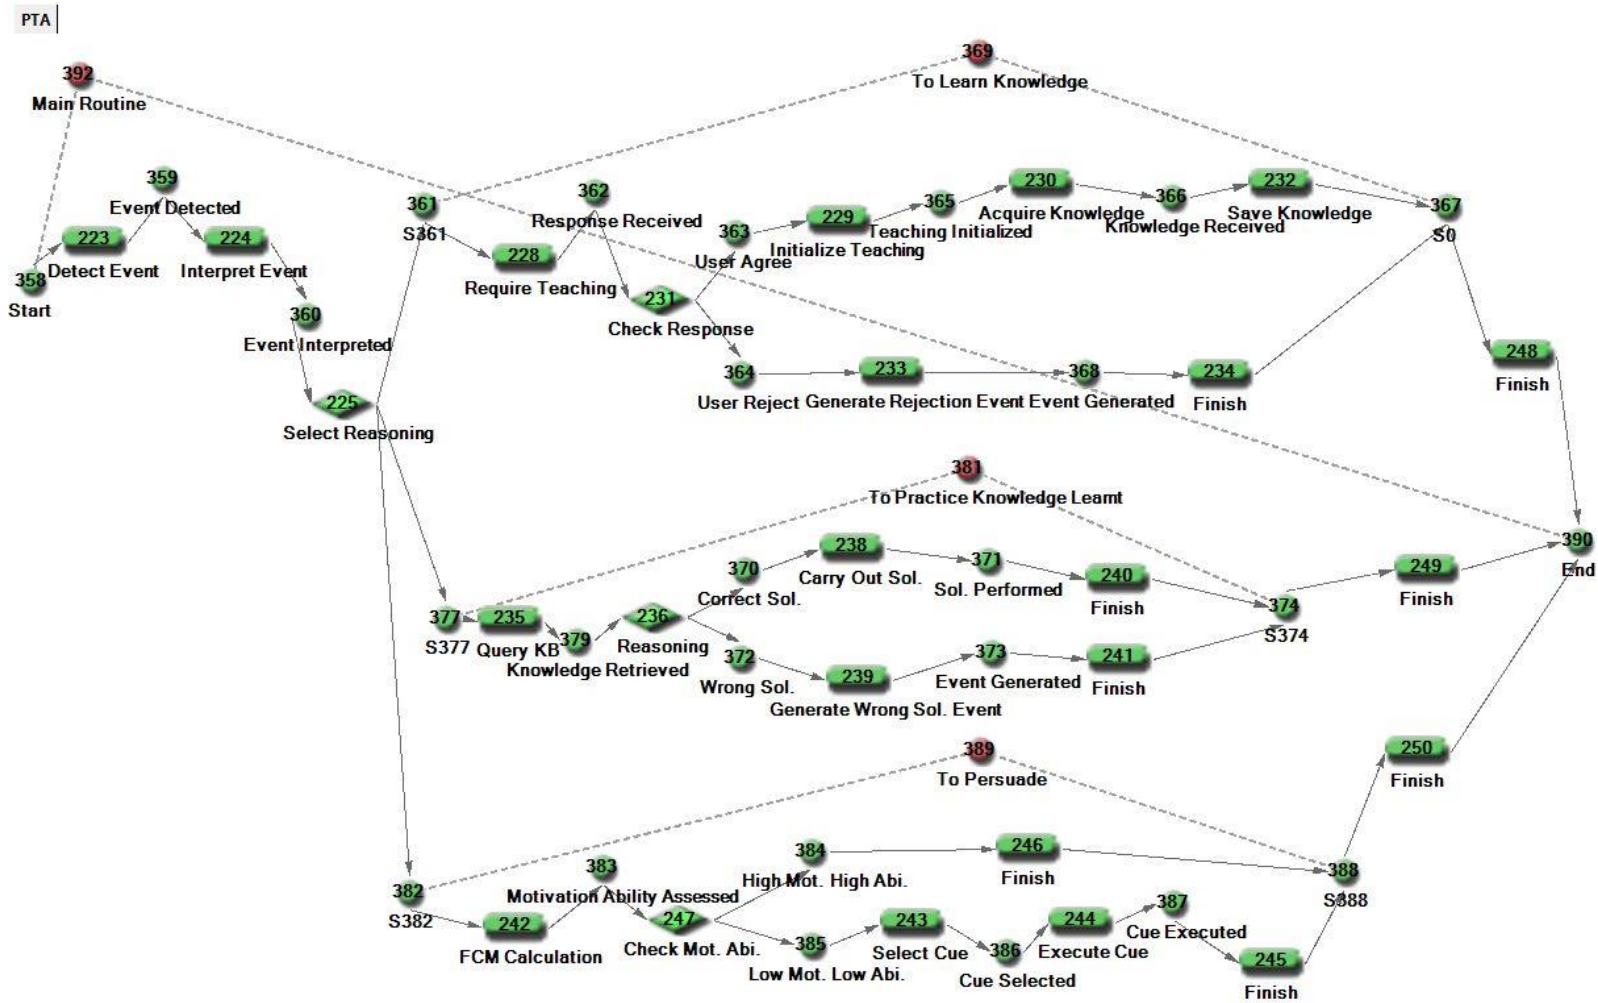 PTA
392
Main Routine
369
To Learn Knowledge
359
Event Detected
223
Detect Event
224
Interpret Event
358
Start
360
Event Interpreted
225
Select Reasoning
361
S361
362
Response Received
228
Require Teaching
231
Check Response
363
User Agree
229
Initialize Teaching
365
Teaching Initialized
230
Acquire Knowledge
366
Knowledge Received
232
Save Knowledge
367
S0
364
User Reject
233
Generate Rejection Event
368
Event Generated
234
Finish
248
Finish
381
To Practice Knowledge Learnt
377
S377
235
Query KB
379
Knowledge Retrieved
236
Reasoning
370
Correct Sol.
238
Carry Out Sol.
371
Sol. Performed
240
Finish
372
Wrong Sol.
239
Generate Wrong Sol. Event
373
Event Generated
241
Finish
374
S374
249
Finish
390
End
389
To Persuade
382
S382
242
FCM Calculation
383
Motivation Ability Assessed
247
Check Mot. Abi.
384
High Mot. High Abi.
246
Finish
385
Low Mot. Low Abi.
243
Select Cue
386
Cue Selected
244
Execute Cue
387
Cue Executed
245
Finish
388
S388
250
Finish